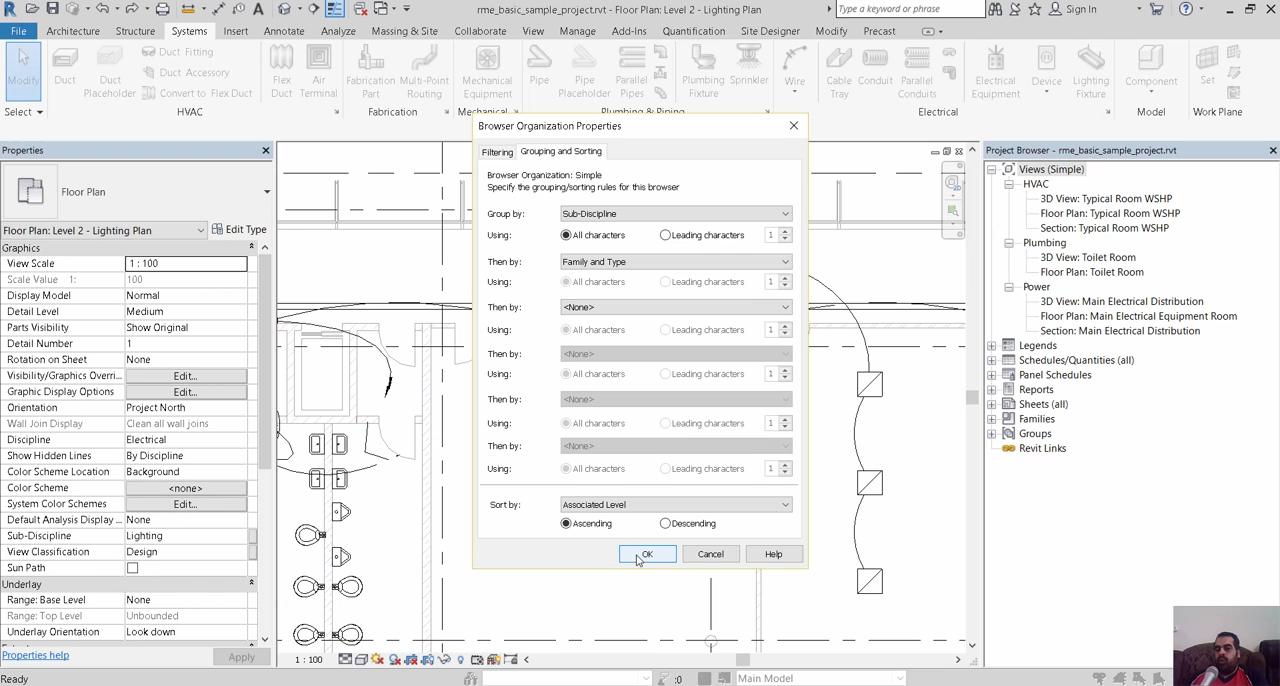 rme_basic_sample_project.rvt - Floor Plan: Level 2 - Lighting Plan
Type a keyword or phrase
Sign In
File Architecture Structure Systems Insert Annotate Analyze Massing & Site Collaborate View Manage Add-Ins Quantification Site Designer Modify Precast
Modify
Duct
Duct Placeholder
Duct Fitting
Duct Accessory
Convert to Flex Duct
Flex Duct
Air Terminal
Fabrication Part
Multi-Point Routing
Mechanical Equipment
Pipe
Pipe Placeholder
Parallel Pipes
Plumbing Fixture
Sprinkler
Wire
Cable Tray
Conduit
Parallel Conduits
Electrical Equipment
Device
Lighting Fixture
Component
Set
Select HVAC Fabrication Mechanical Plumbing & Piping Electrical Model Work Plane
Properties
Floor Plan
Floor Plan: Level 2 - Lighting Plan Edit Type
Graphics
View Scale 1 : 100
Scale Value 1: 100
Display Model Normal
Detail Level Medium
Parts Visibility Show Original
Detail Number 1
Rotation on Sheet None
Visibility/Graphics Overri... Edit...
Graphic Display Options Edit...
Orientation Project North
Wall Join Display Clean all wall joins
Discipline Electrical
Show Hidden Lines By Discipline
Color Scheme Location Background
Color Scheme <none>
System Color Schemes Edit...
Default Analysis Display ... None
Sub-Discipline Lighting
View Classification Design
Sun Path
Underlay
Range: Base Level None
Range: Top Level Unbounded
Underlay Orientation Look down
Properties help Apply
Browser Organization Properties
Filtering Grouping and Sorting
Browser Organization: Simple
Specify the grouping/sorting rules for this browser
Group by: Sub-Discipline
Using: All characters Leading characters 1
Then by: Family and Type
Using: All characters Leading characters 1
Then by: <None>
Using: All characters Leading characters 1
Then by: <None>
Using: All characters Leading characters 1
Then by: <None>
Using: All characters Leading characters 1
Then by: <None>
Using: All characters Leading characters 1
Sort by: Associated Level
Ascending Descending
OK Cancel Help
Project Browser - rme_basic_sample_project.rvt
Views (Simple)
HVAC
3D View: Typical Room WSHP
Floor Plan: Typical Room WSHP
Section: Typical Room WSHP
Plumbing
3D View: Toilet Room
Floor Plan: Toilet Room
Power
3D View: Main Electrical Distribution
Floor Plan: Main Electrical Equipment Room
Section: Main Electrical Distribution
Legends
Schedules/Quantities (all)
Panel Schedules
Reports
Sheets (all)
Families
Groups
Revit Links
1 : 100
Ready
:0
Main Model